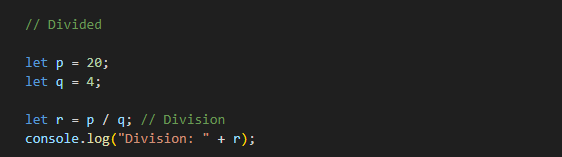 // Divided
let p = 20;
let q = 4;
let r = p / q; // Division
console.log("Division: " + r);